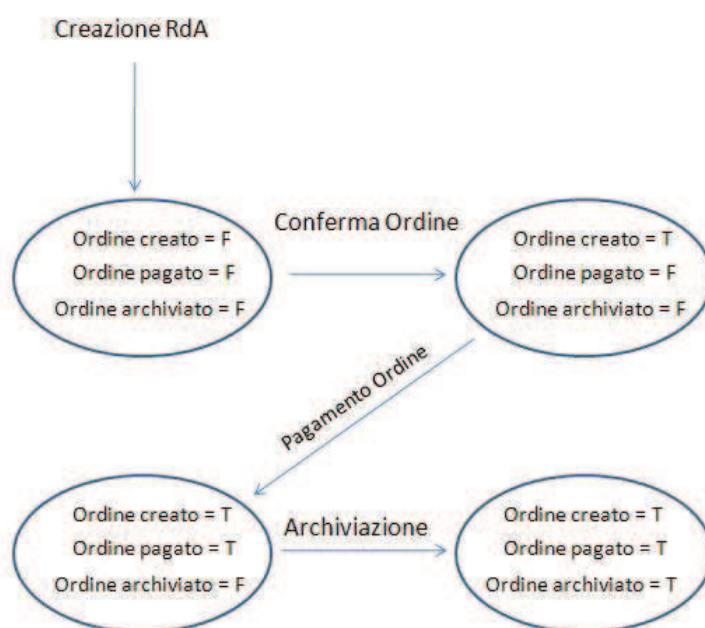 Creazione RdA
Ordine creato = F
Ordine pagato = F
Ordine archiviato = F
Conferma Ordine
Ordine creato = T
Ordine pagato = F
Ordine archiviato = F
Pagamento Ordine
Ordine creato = T
Ordine pagato = T
Ordine archiviato = F
Archiviazione
Ordine creato = T
Ordine pagato = T
Ordine archiviato = T